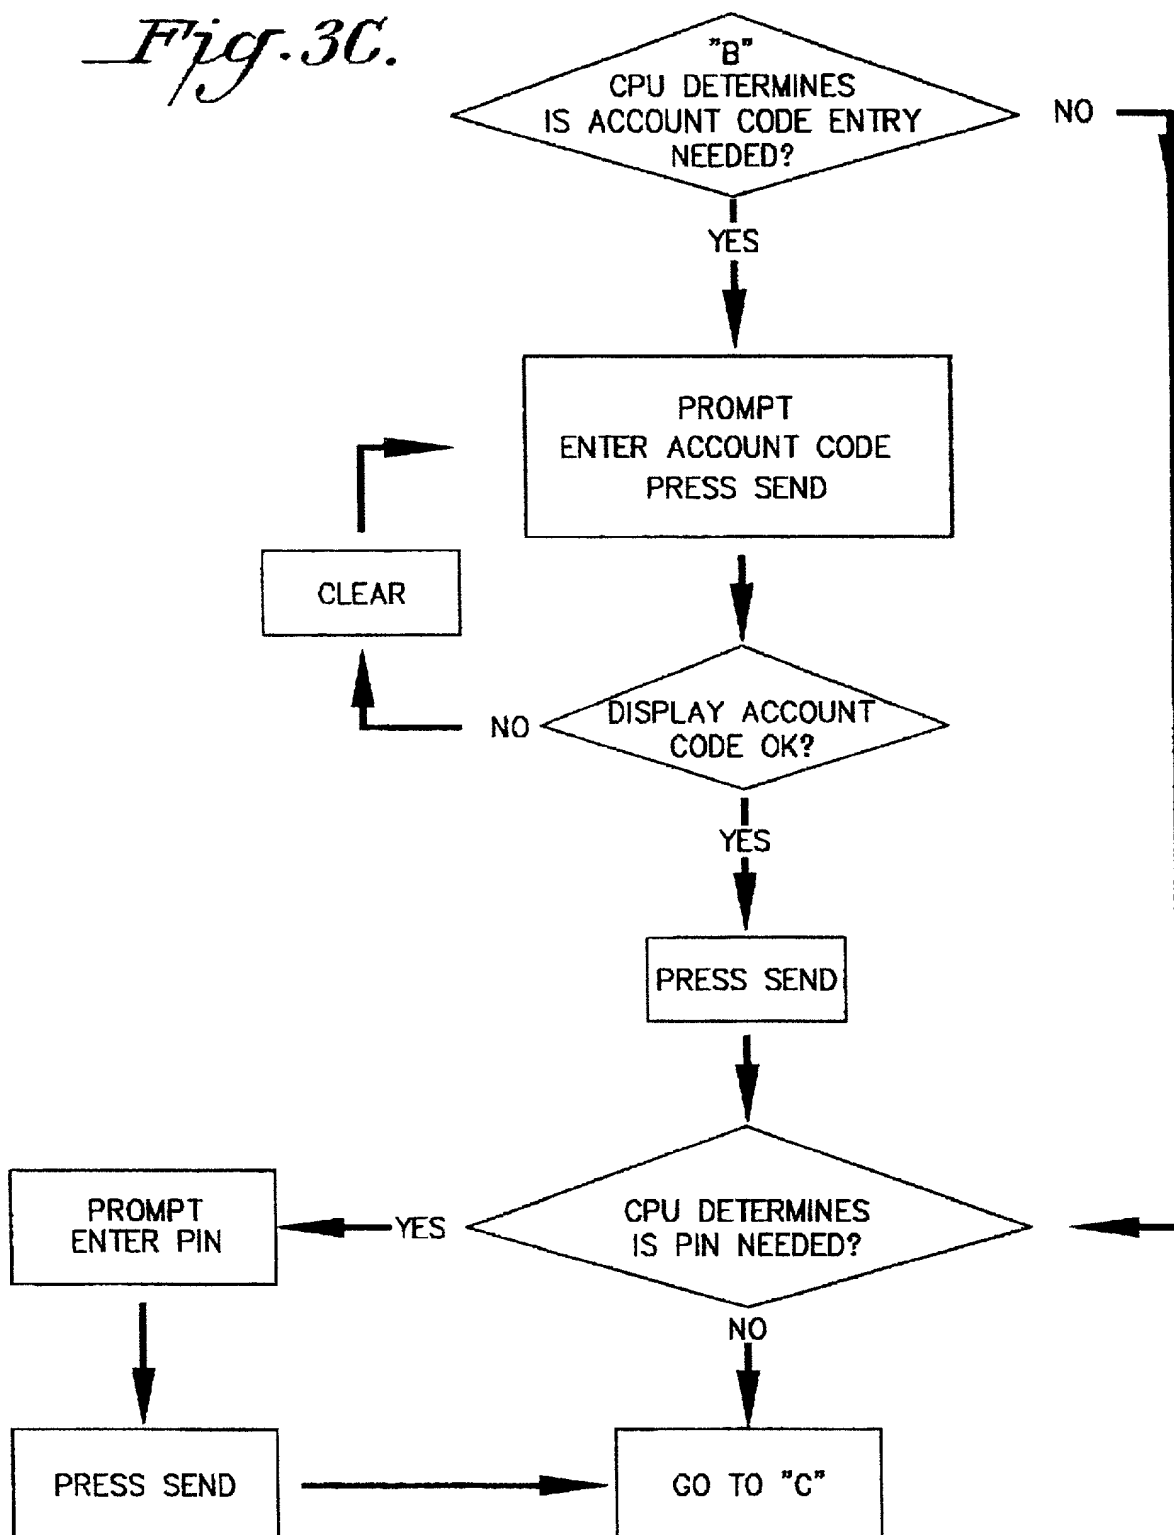 Fig. 3C.
"B"
CPU DETERMINES
IS ACCOUNT CODE ENTRY
NEEDED?
NO
YES
PROMPT
ENTER ACCOUNT CODE
PRESS SEND
CLEAR
NO
DISPLAY ACCOUNT
CODE OK?
YES
PRESS SEND
PROMPT
ENTER PIN
YES
CPU DETERMINES
IS PIN NEEDED?
NO
PRESS SEND
GO TO "C"